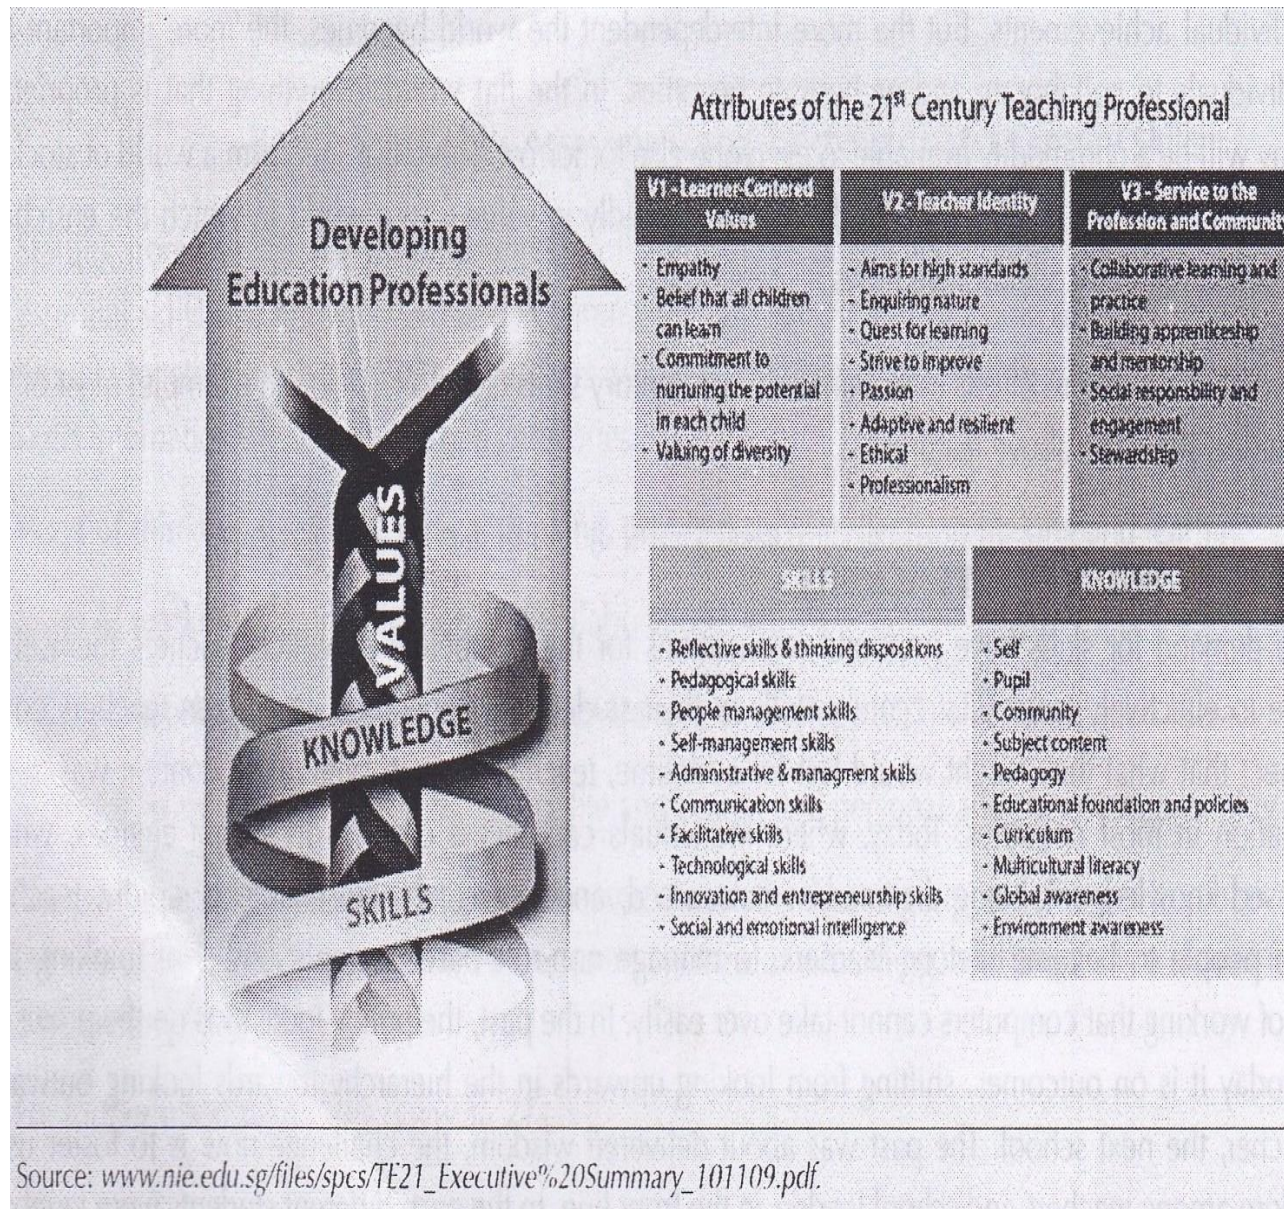 Developing
Education Professionals
VALUES
KNOWLEDGE
SKILLS
Attributes of the 21st Century Teaching Professional
V1 - Learner-Centered
Values
- Empathy
- Belief that all children
can learn
- Commitment to
nurturing the potential
in each child
- Valuing of diversity
V2 - Teacher Identity
- Aims for high standards
- Enquiring nature
- Quest for learning
- Strive to improve
- Passion
- Adaptive and resilient
- Ethical
- Professionalism
V3 - Service to the
Profession and Communit
- Collaborative learning and
practice
- Building apprenticeship
and mentorship
- Social responsbility and
engagement
- Stewardship
SKILLS
- Reflective skills & thinking dispositions
- Pedagogical skills
- People management skills
- Self-management skills
- Administrative & managment skills
- Communication skills
- Facilitative skills
- Technological skills
- Innovation and entrepreneurship skills
- Social and emotional intelligence
KNOWLEDGE
- Self
- Pupil
- Community
- Subject content
- Pedagogy
- Educational foundation and policies
- Curriculum
- Multicultural literacy
- Global awareness
- Environment awareness
Source: www.nie.edu.sg/files/spcs/TE21_Executive%20Summary_101109.pdf.